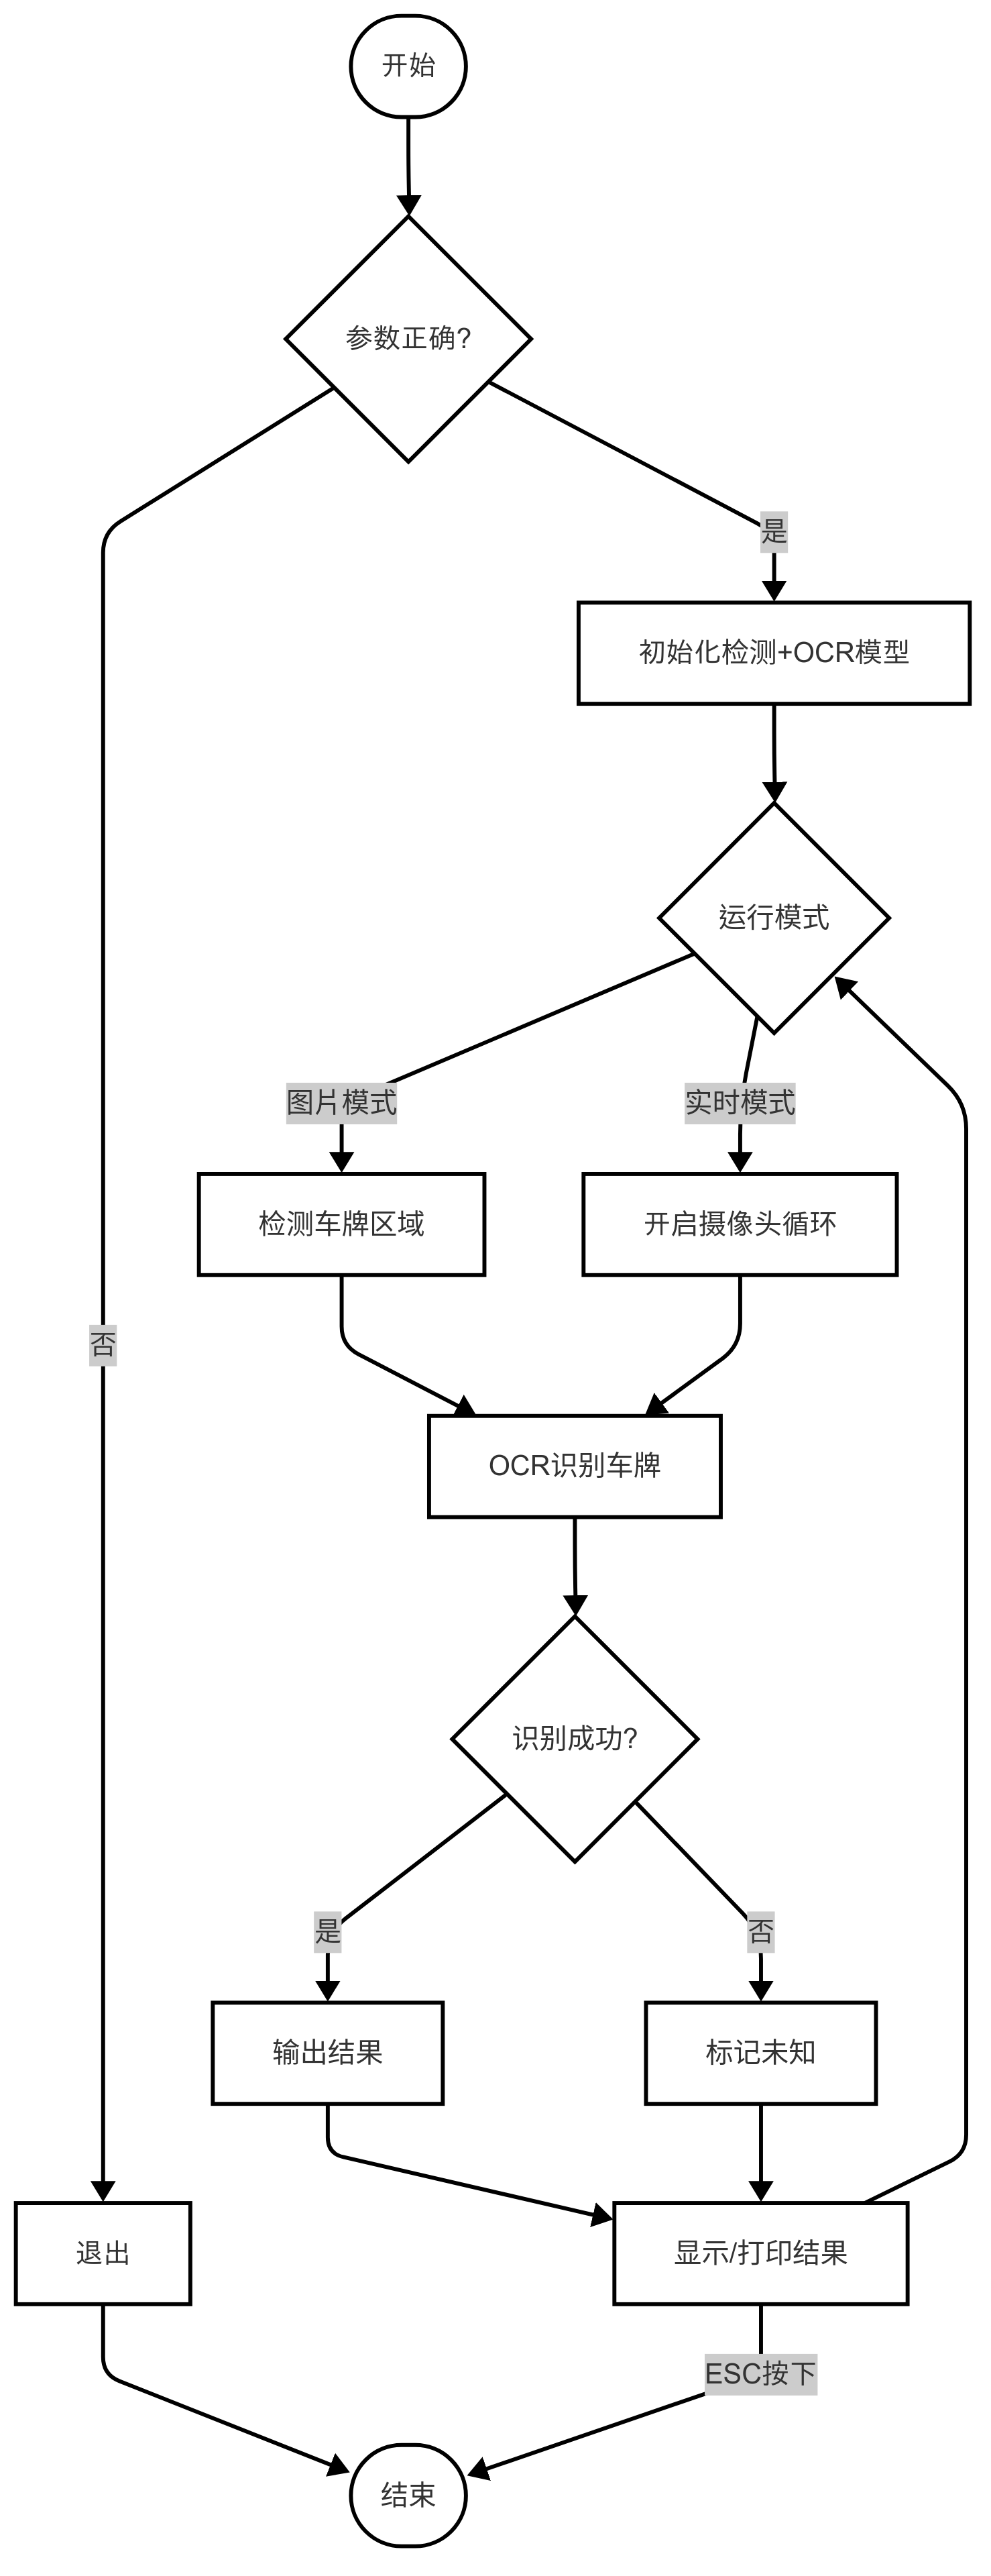 开始
参数正确?
是
初始化检测+OCR模型
运行模式
图片模式
实时模式
检测车牌区域
开启摄像头循环
否
OCR识别车牌
识别成功?
是
否
输出结果
标记未知
退出
显示/打印结果
ESC按下
结束